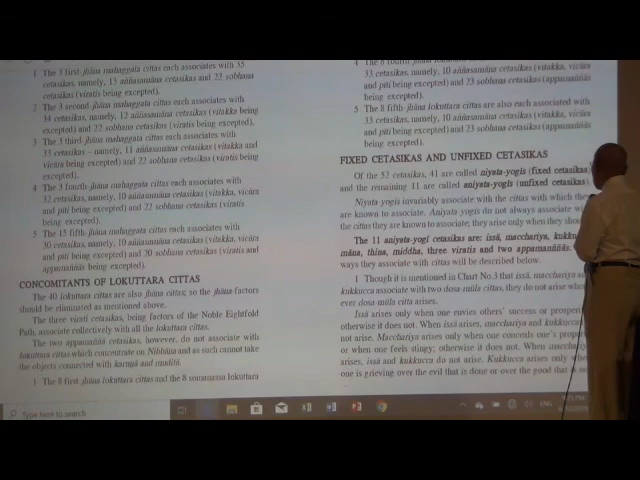 1 The 3 first jhāna mahaggata cittas each associates with 35
cetasikas, namely, 13 aññasamāna cetasikas and 22 sobhana
cetasikas (viratis being excepted).
2 The 3 second jhāna mahaggata cittas each associates with
34 cetasikas, namely, 12 aññasamāna cetasikas (vitakka being
excepted) and 22 sobhana cetasikas (viratis being excepted).
3 The 3 third jhāna mahaggata cittas each associates with
33 cetasikas – namely, 11 aññasamāna cetasikas (vitakka and
vicāra being excepted) and 22 sobhana cetasikas (viratis being
excepted).
4 The 3 fourth jhāna mahaggata cittas each associates with
32 cetasikas, namely, 10 aññasamāna cetasikas (vitakka, vicāra
and pīti being excepted) and 22 sobhana cetasikas (viratis
being excepted).
5 The 15 fifth jhāna mahaggata cittas each associates with
30 cetasikas, namely, 10 aññasamāna cetasikas (vitakka, vicāra
and pīti being excepted) and 20 sobhana cetasikas (viratis and
appamaññās being excepted).
CONCOMITANTS OF LOKUTTARA CITTAS
The 40 lokuttara cittas are also jhāna cittas; so the jhāna factors
should be eliminated as mentioned above.
The three virati cetasikas, being factors of the Noble Eightfold
Path, associate collectively with all the lokuttara cittas.
The two appamaññā cetasikas, however, do not associate with
lokuttara cittas which concentrate on Nibbāna and as such cannot take
the objects connected with karuṇā and muditā.
1 The 8 first jhāna lokuttara cittas and the 8 somanassa lokuttara
4 The 8 fourth jhāna
33 cetasikas, namely, 10 aññasamāna cetasikas (vitakka, vicāra
and pīti being excepted) and 23 sobhana cetasikas (appamaññās
being excepted).
5 The 8 fifth jhāna lokuttara cittas are also each associated with
33 cetasikas, namely, 10 aññasamāna cetasikas (vitakka, vicāra
and pīti being excepted) and 23 sobhana cetasikas (appamaññās
being excepted).
FIXED CETASIKAS AND UNFIXED CETASIKAS
Of the 52 cetasikas, 41 are called niyata-yogīs (fixed cetasikas)
and the remaining 11 are called aniyata-yogīs (unfixed cetasikas).
Niyata yogīs invariably associate with the cittas with which they
are known to associate. Aniyata-yogīs do not always associate
the cittas they are known to associate; they arise only when they
The 11 aniyata-yogī cetasikas are: issā, macchariya,
māna, thina, middha, three viratis and two appamaññās.
ways they associate with cittas will be described below.
1 Though it is mentioned in Chart No.3 that issā, macchariya
kukkucca associate with two dosa-mūla cittas, they do not arise
ever dosa-mūla citta arises.
Issā arises only when one envies others' success or
otherwise it does not. When issā arises, macchariya and kukkucca
not arise. Macchariya arises only when one conceals one's
or when one feels stingy; otherwise it does not. When
arises, issā and kukkucca do not arise. Kukkucca arises only
one is grieving over the evil that is done or over the good that is
Type here to search
ENG